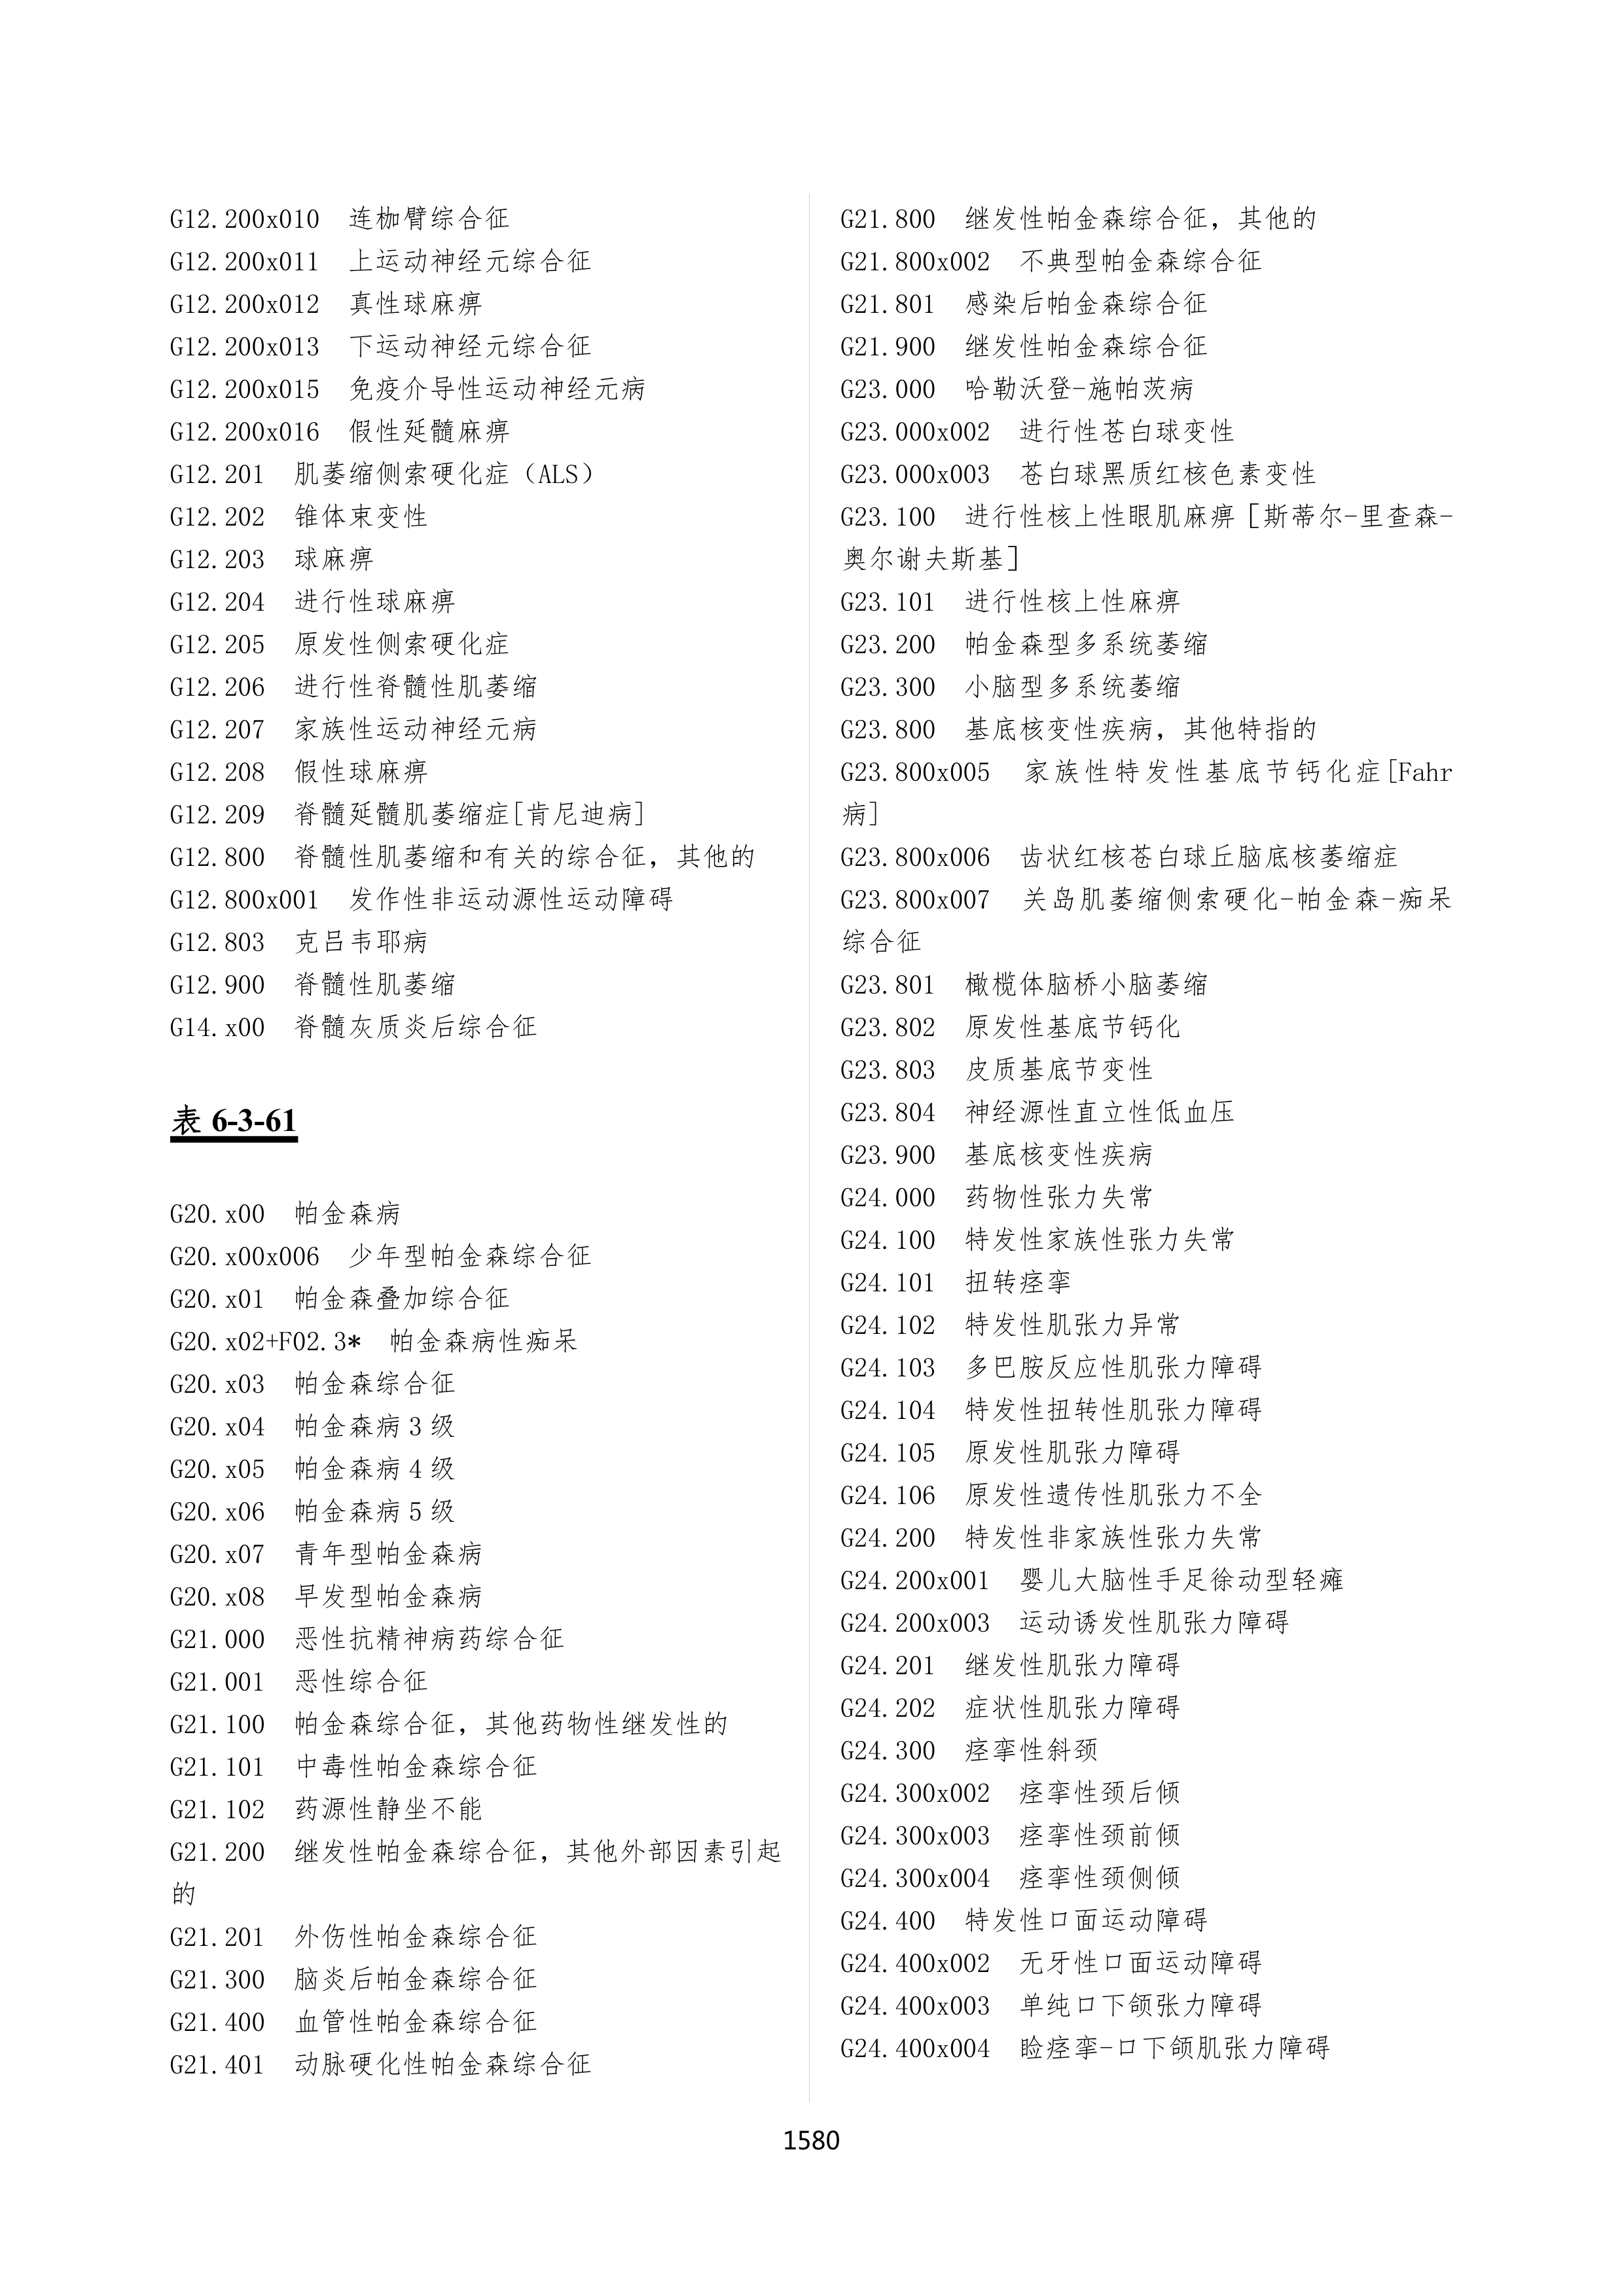 G12.200x010 连枷臂综合征
G12.200x011 上运动神经元综合征
G12.200x012 真性球麻痹
G12.200x013 下运动神经元综合征
G12.200x015 免疫介导性运动神经元病
G12.200x016 假性延髓麻痹
G12.201 肌萎缩侧索硬化症（ALS）
G12.202 锥体束变性
G12.203 球麻痹
G12.204 进行性球麻痹
G12.205 原发性侧索硬化症
G12.206 进行性脊髓性肌萎缩
G12.207 家族性运动神经元病
G12.208 假性球麻痹
G12.209 脊髓延髓肌萎缩症[肯尼迪病]
G12.800 脊髓性肌萎缩和有关的综合征，其他的
G12.800x001 发作性非运动源性运动障碍
G12.803 克吕韦耶病
G12.900 脊髓性肌萎缩
G14.x00 脊髓灰质炎后综合征
表 6-3-61
G20.x00 帕金森病
G20.x00x006 少年型帕金森综合征
G20.x01 帕金森叠加综合征
G20.x02+F02.3* 帕金森病性痴呆
G20.x03 帕金森综合征
G20.x04 帕金森病 3 级
G20.x05 帕金森病 4 级
G20.x06 帕金森病 5 级
G20.x07 青年型帕金森病
G20.x08 早发型帕金森病
G21.000 恶性抗精神病药综合征
G21.001 恶性综合征
G21.100 帕金森综合征，其他药物性继发性的
G21.101 中毒性帕金森综合征
G21.102 药源性静坐不能
G21.200 继发性帕金森综合征，其他外部因素引起
的
G21.201 外伤性帕金森综合征
G21.300 脑炎后帕金森综合征
G21.400 血管性帕金森综合征
G21.401 动脉硬化性帕金森综合征
G21.800 继发性帕金森综合征，其他的
G21.800x002 不典型帕金森综合征
G21.801 感染后帕金森综合征
G21.900 继发性帕金森综合征
G23.000 哈勒沃登-施帕茨病
G23.000x002 进行性苍白球变性
G23.000x003 苍白球黑质红核色素变性
G23.100 进行性核上性眼肌麻痹［斯蒂尔-里查森-
奥尔谢夫斯基］
G23.101 进行性核上性麻痹
G23.200 帕金森型多系统萎缩
G23.300 小脑型多系统萎缩
G23.800 基底核变性疾病，其他特指的
G23.800x005 家族性特发性基底节钙化症[Fahr
病]
G23.800x006 齿状红核苍白球丘脑底核萎缩症
G23.800x007 关岛肌萎缩侧索硬化-帕金森-痴呆
综合征
G23.801 橄榄体脑桥小脑萎缩
G23.802 原发性基底节钙化
G23.803 皮质基底节变性
G23.804 神经源性直立性低血压
G23.900 基底核变性疾病
G24.000 药物性张力失常
G24.100 特发性家族性张力失常
G24.101 扭转痉挛
G24.102 特发性肌张力异常
G24.103 多巴胺反应性肌张力障碍
G24.104 特发性扭转性肌张力障碍
G24.105 原发性肌张力障碍
G24.106 原发性遗传性肌张力不全
G24.200 特发性非家族性张力失常
G24.200x001 婴儿大脑性手足徐动型轻瘫
G24.200x003 运动诱发性肌张力障碍
G24.201 继发性肌张力障碍
G24.202 症状性肌张力障碍
G24.300 痉挛性斜颈
G24.300x002 痉挛性颈后倾
G24.300x003 痉挛性颈前倾
G24.300x004 痉挛性颈侧倾
G24.400 特发性口面运动障碍
G24.400x002 无牙性口面运动障碍
G24.400x003 单纯口下颌张力障碍
G24.400x004 睑痉挛-口下颌肌张力障碍
1580